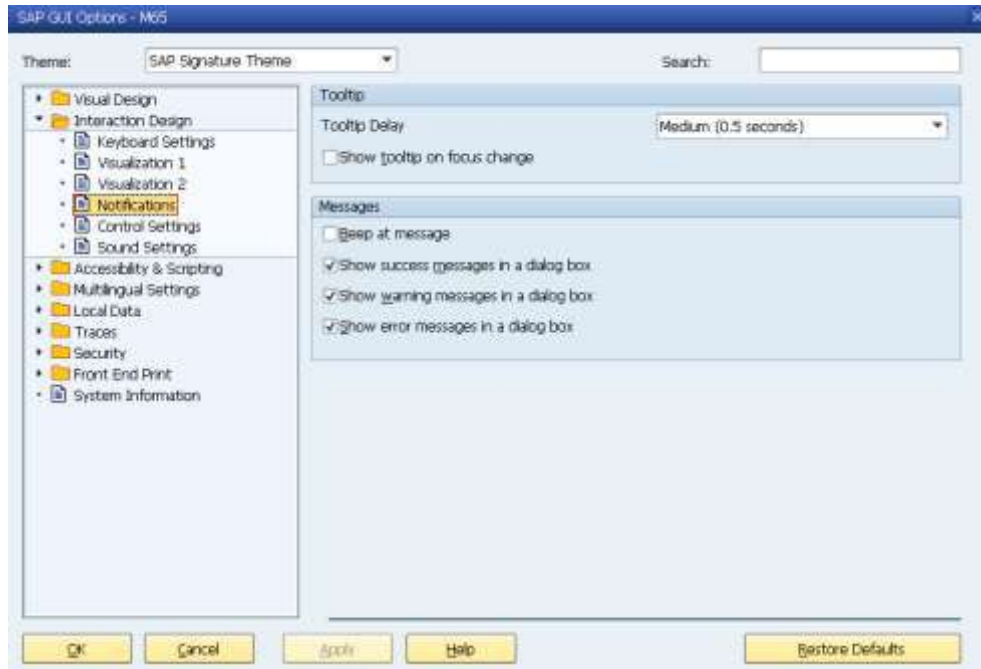 SAP GUI Options - M65
Theme: SAP Signature Theme Search:
Visual Design
Interaction Design
Keyboard Settings
Visualization 1
Visualization 2
Notifications
Control Settings
Sound Settings
Accessibility & Scripting
Multilingual Settings
Local Data
Traces
Security
Front End Print
System Information
Tooltip
Tooltip Delay Medium (0.5 seconds)
Show tooltip on focus change
Messages
Beep at message
Show success messages in a dialog box
Show warning messages in a dialog box
Show error messages in a dialog box
OK Cancel Apply Help Restore Defaults